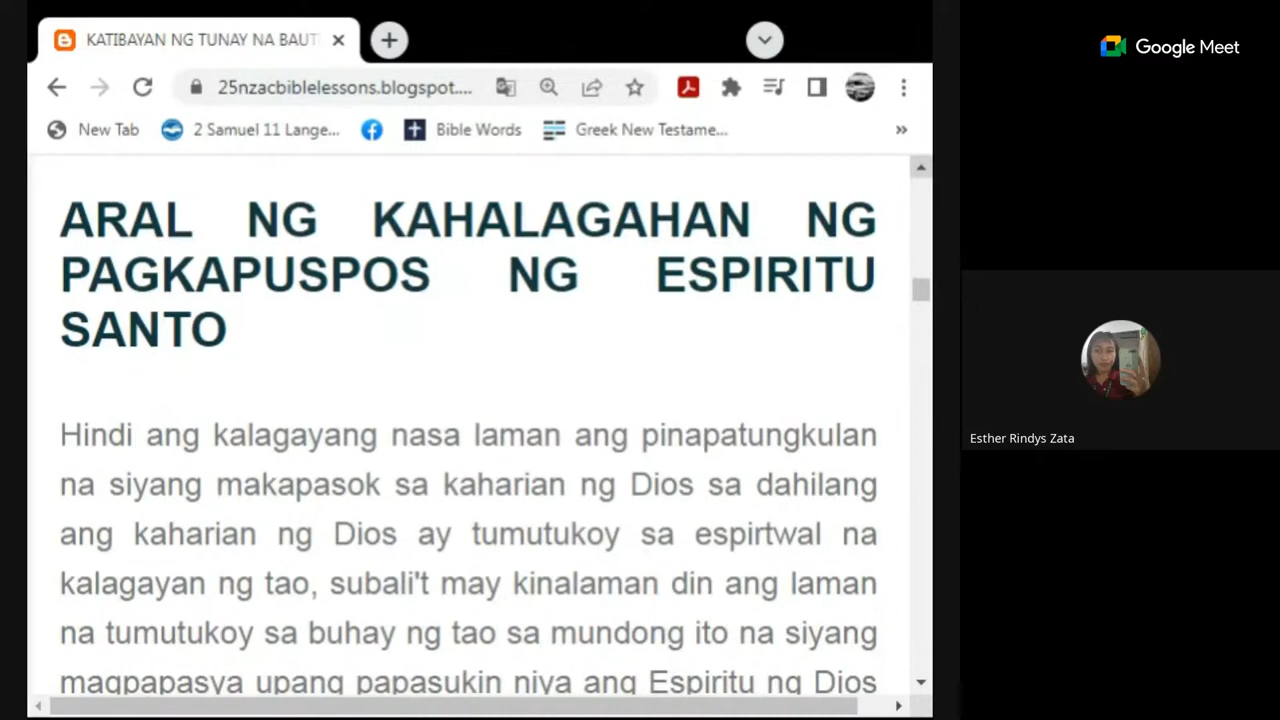 KATIBAYAN NG TUNAY NA BAUT
Google Meet
25nzacbiblelessons.blogspot....
New Tab
2 Samuel 11 Lange...
Bible Words
Greek New Testame...
»
ARAL NG KAHALAGAHAN NG
PAGKAPUSPOS NG ESPIRITU
SANTO
Hindi ang kalagayang nasa laman ang pinapatungkulan
na siyang makapasok sa kaharian ng Dios sa dahilang
ang kaharian ng Dios ay tumutukoy sa espirtwal na
kalagayan ng tao, subali't may kinalaman din ang laman
na tumutukoy sa buhay ng tao sa mundong ito na siyang
magpapasya upang papasukin niya ang Espiritu ng Dios
Esther Rindys Zata